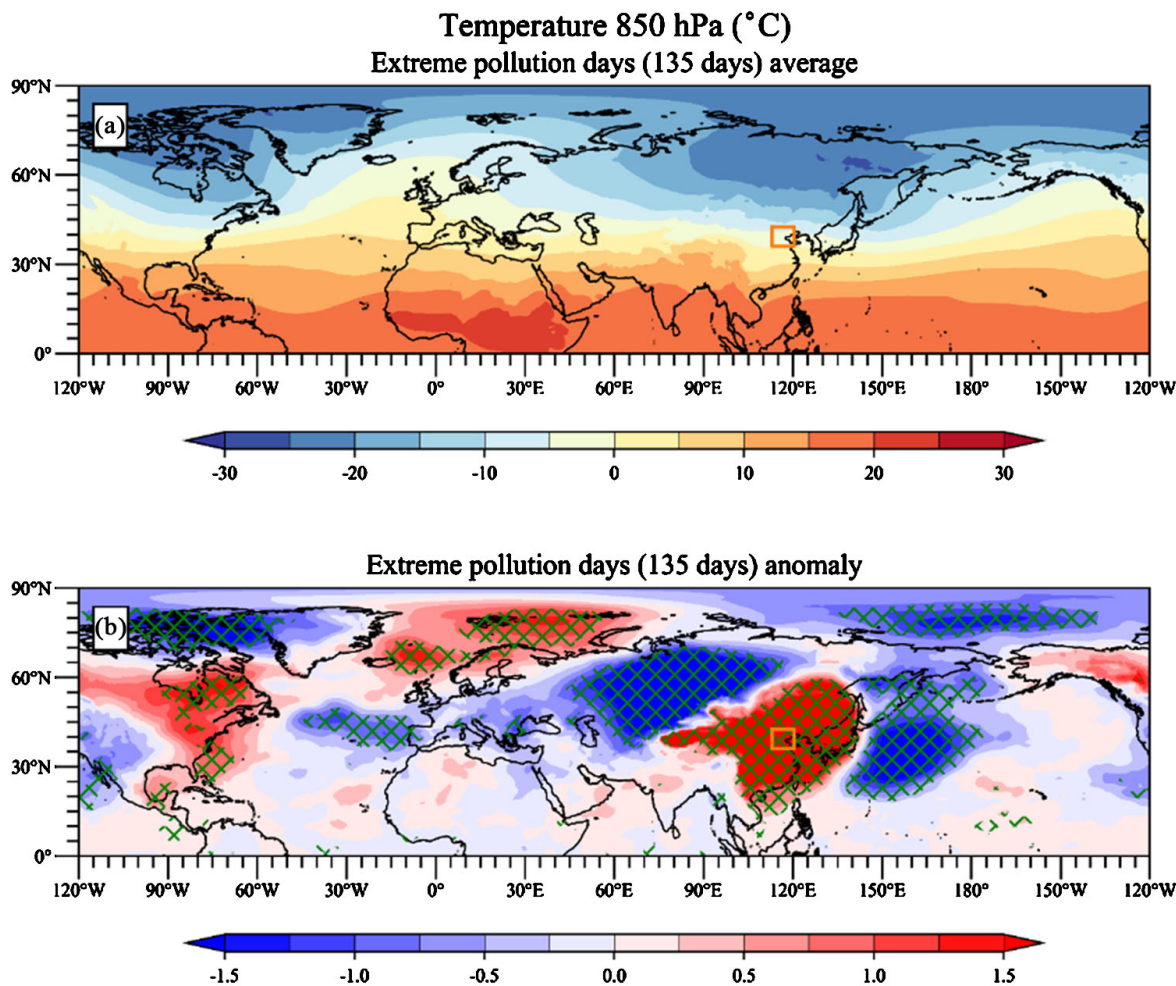 Temperature 850 hPa (°C)
Extreme pollution days (135 days) average
90°N
(a)
60°N
30°N
0°
120°W 90°W 60°W 30°W 0° 30°E 60°E 90°E 120°E 150°E 180° 150°W 120°W
-30 -20 -10 0 10 20 30
Extreme pollution days (135 days) anomaly
90°N
(b)
60°N
30°N
0°
120°W 90°W 60°W 30°W 0° 30°E 60°E 90°E 120°E 150°E 180° 150°W 120°W
-1.5 -1.0 -0.5 0.0 0.5 1.0 1.5